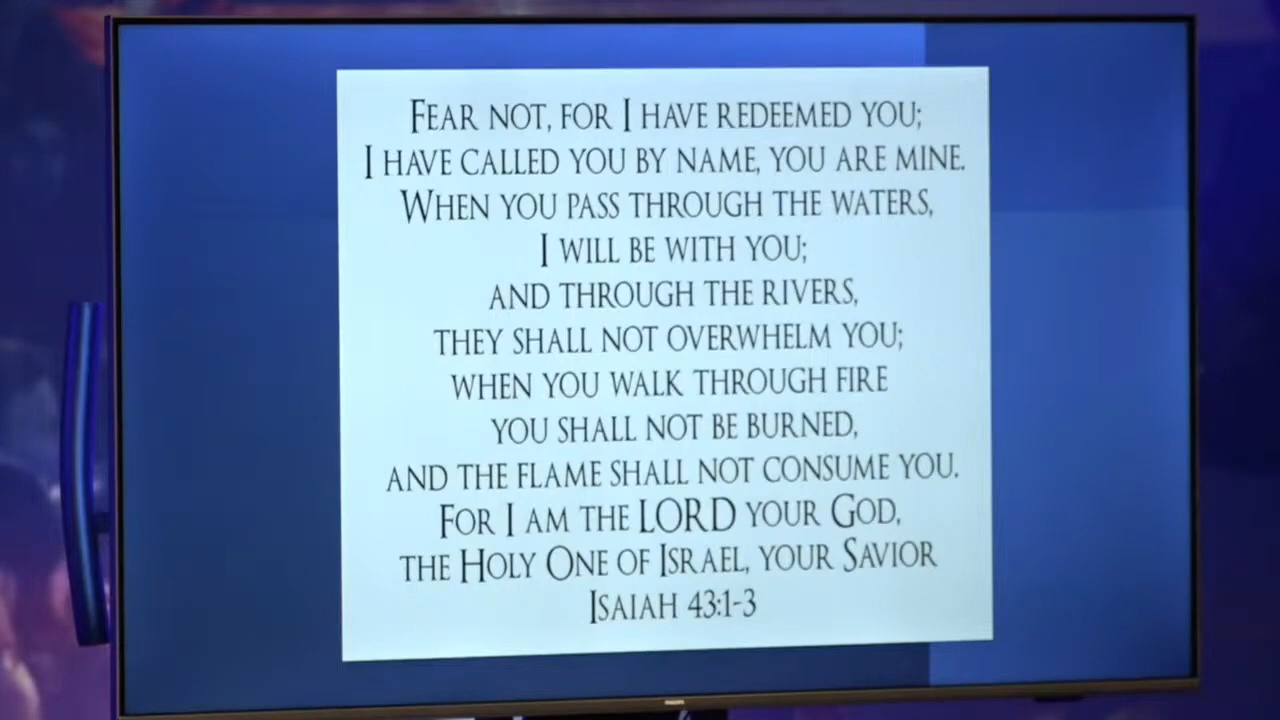 Fear not, for I have redeemed you;
I have called you by name, you are mine.
When you pass through the waters,
I will be with you;
and through the rivers,
they shall not overwhelm you;
when you walk through fire
you shall not be burned,
and the flame shall not consume you.
For I am the LORD your God,
the Holy One of Israel, your Savior
Isaiah 43:1-3
PHILIPS